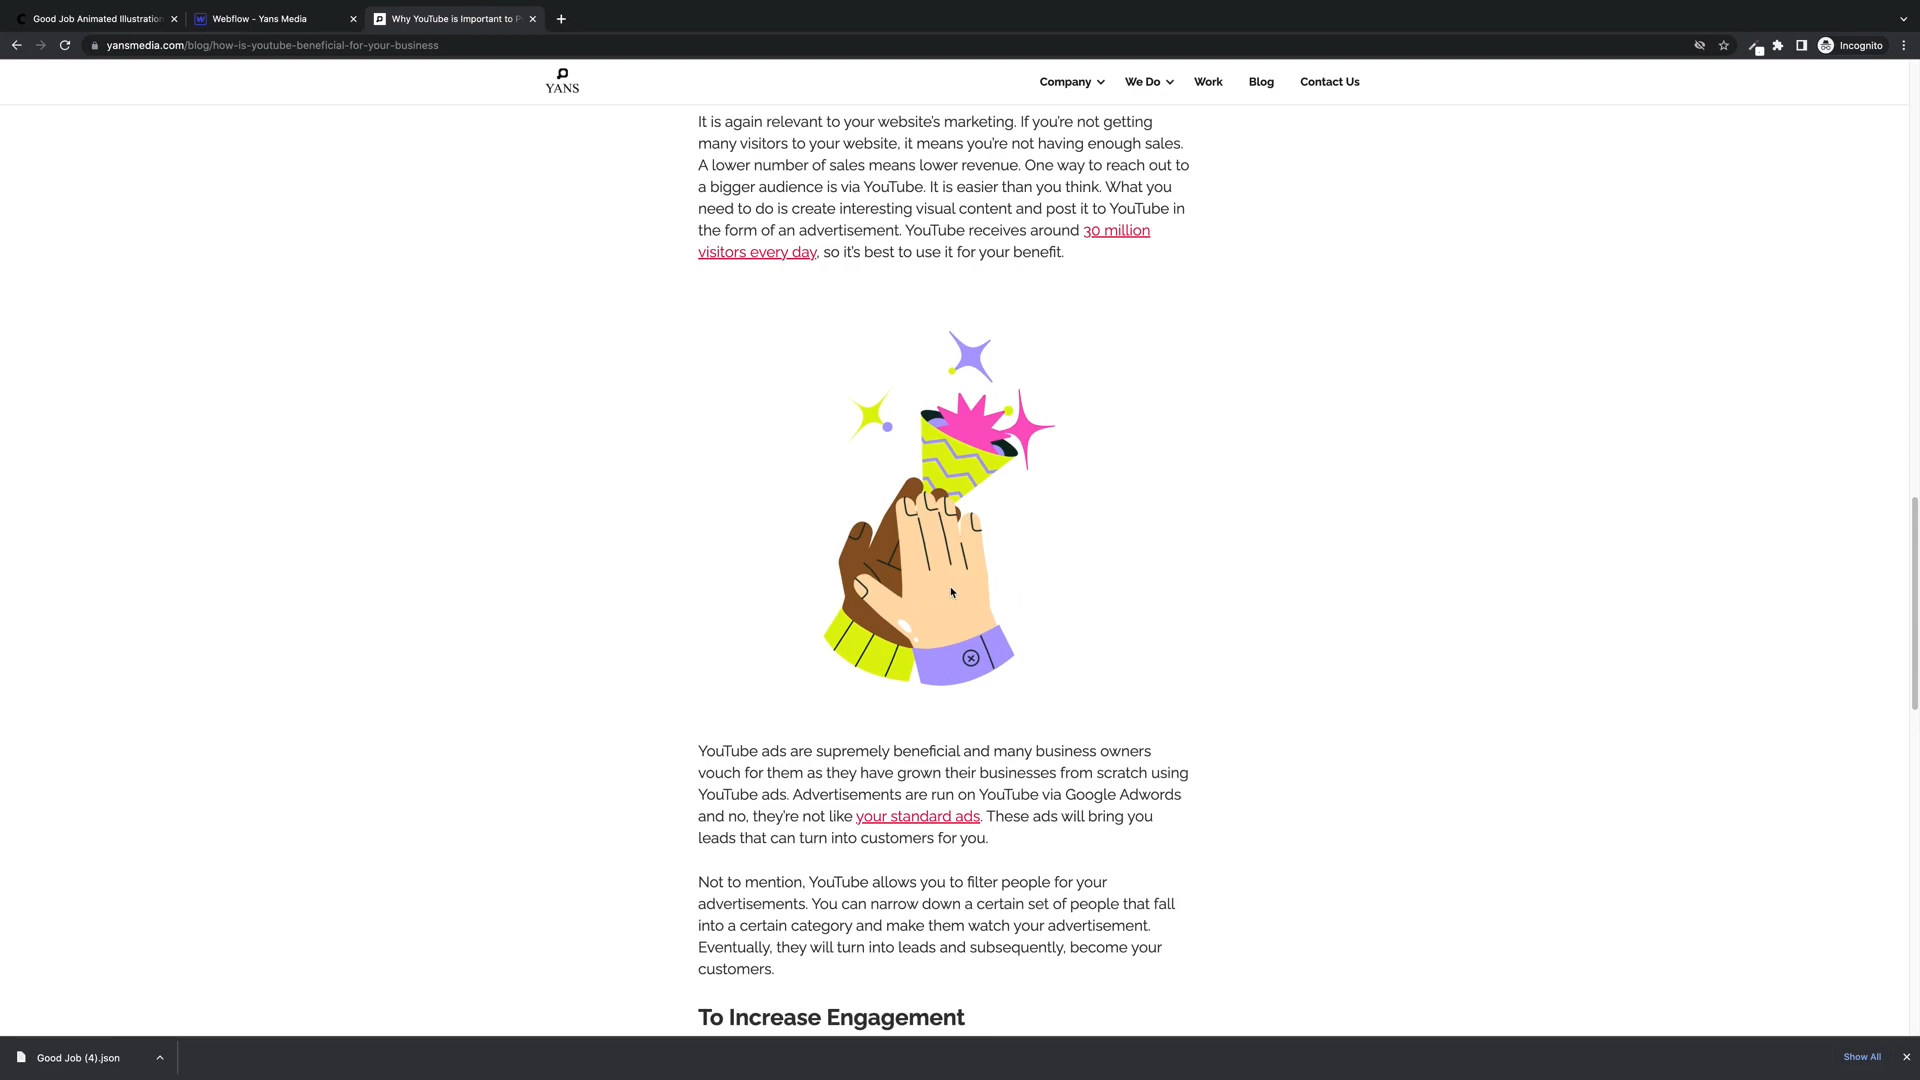 Good Job Animated Illustration
Webflow - Yans Media
Why YouTube is Important to P
yansmedia.com/blog/how-is-youtube-beneficial-for-your-business
Incognito
YANS
Company
We Do
Work
Blog
Contact Us
It is again relevant to your website's marketing. If you're not getting
many visitors to your website, it means you're not having enough sales.
A lower number of sales means lower revenue. One way to reach out to
a bigger audience is via YouTube. It is easier than you think. What you
need to do is create interesting visual content and post it to YouTube in
the form of an advertisement. YouTube receives around 30 million
visitors every day, so it's best to use it for your benefit.
YouTube ads are supremely beneficial and many business owners
vouch for them as they have grown their businesses from scratch using
YouTube ads. Advertisements are run on YouTube via Google Adwords
and no, they're not like your standard ads. These ads will bring you
leads that can turn into customers for you.
Not to mention, YouTube allows you to filter people for your
advertisements. You can narrow down a certain set of people that fall
into a certain category and make them watch your advertisement.
Eventually, they will turn into leads and subsequently, become your
customers.
To Increase Engagement
Good Job (4).json
Show All